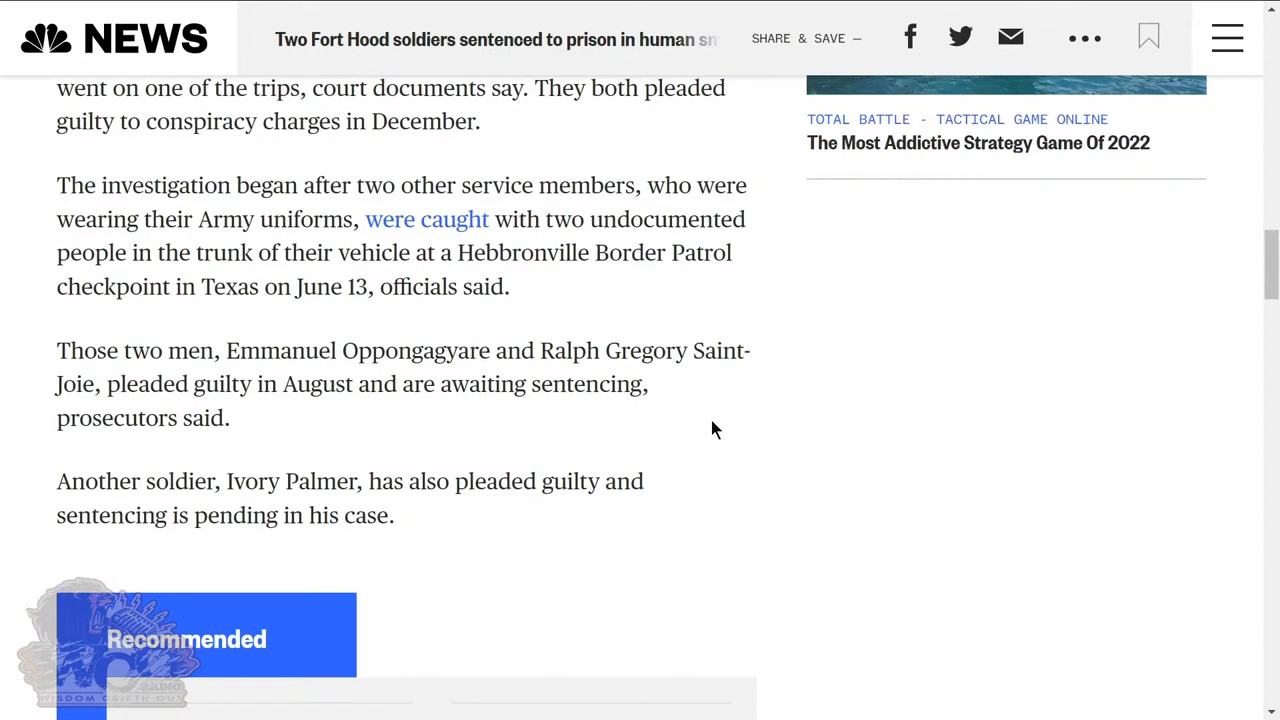 NEWS
Two Fort Hood soldiers sentenced to prison in human sm
SHARE & SAVE —
went on one of the trips, court documents say. They both pleaded
guilty to conspiracy charges in December.
The investigation began after two other service members, who were
wearing their Army uniforms, were caught with two undocumented
people in the trunk of their vehicle at a Hebbronville Border Patrol
checkpoint in Texas on June 13, officials said.
Those two men, Emmanuel Oppongagyare and Ralph Gregory Saint-
Joie, pleaded guilty in August and are awaiting sentencing,
prosecutors said.
Another soldier, Ivory Palmer, has also pleaded guilty and
sentencing is pending in his case.
Recommended
RADIO
WISDOM CRIETH OUT
TOTAL BATTLE - TACTICAL GAME ONLINE
The Most Addictive Strategy Game Of 2022